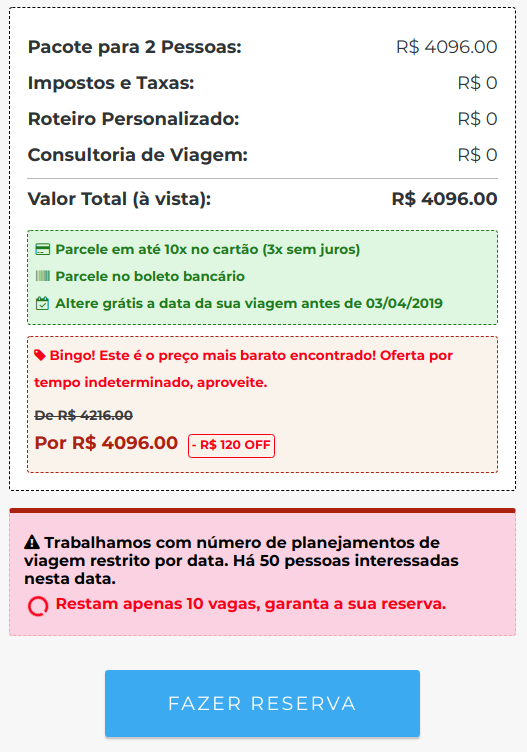 Pacote para 2 Pessoas: R$ 4096.00
Impostos e Taxas: R$ 0
Roteiro Personalizado: R$ 0
Consultoria de Viagem: R$ 0
Valor Total (à vista): R$ 4096.00
Parcele em até 10x no cartão (3x sem juros)
Parcele no boleto bancário
Altere grátis a data da sua viagem antes de 03/04/2019
Bingo! Este é o preço mais barato encontrado! Oferta por
tempo indeterminado, aproveite.
De R$ 4216.00
Por R$ 4096.00 - R$ 120 OFF
Trabalhamos com número de planejamentos de
viagem restrito por data. Há 50 pessoas interessadas
nesta data.
Restam apenas 10 vagas, garanta a sua reserva.
FAZER RESERVA